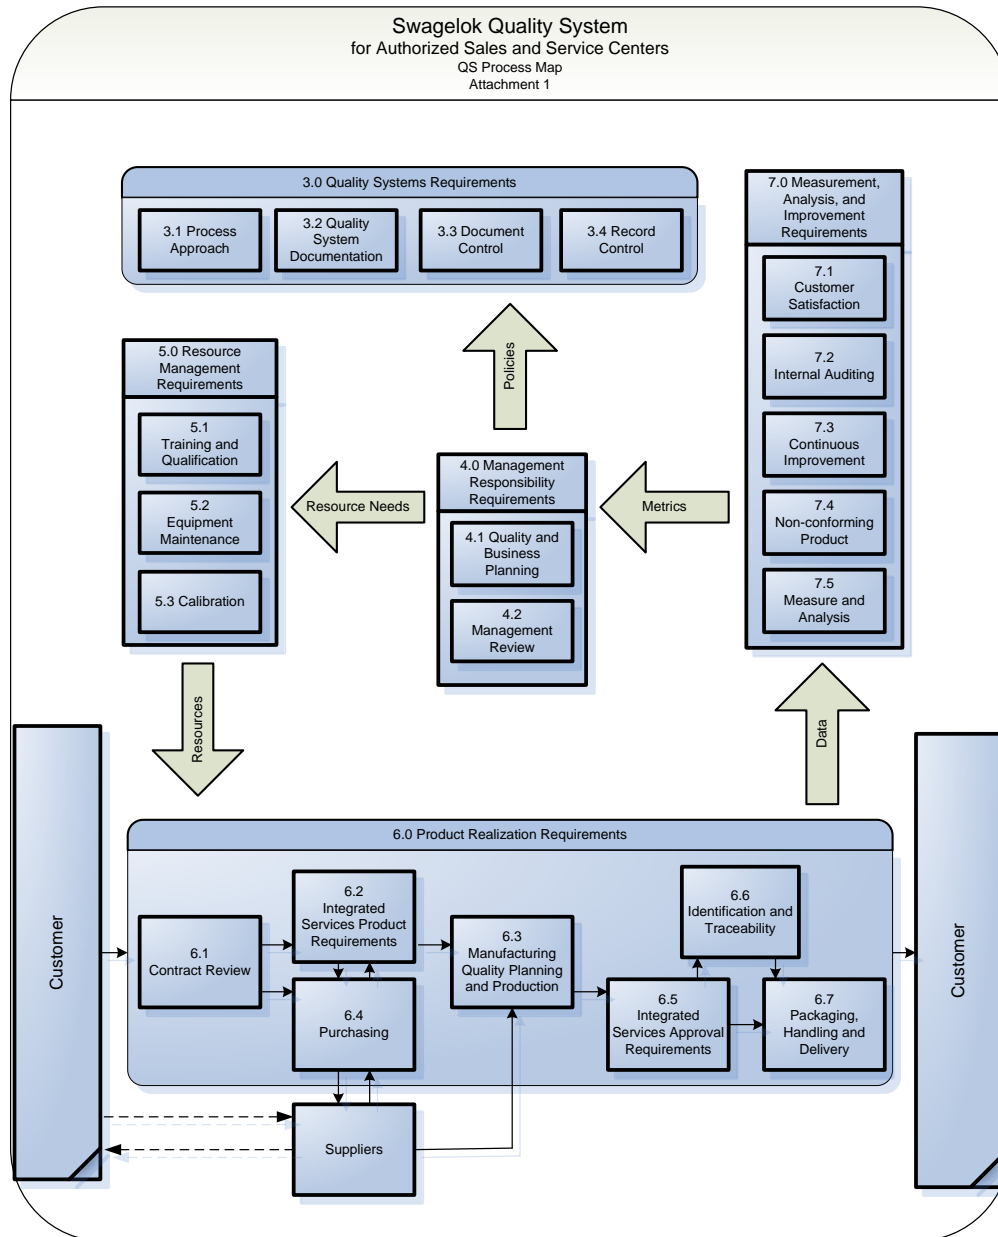 Swagelok Quality System
for Authorized Sales and Service Centers
QS Process Map
Attachment 1
3.0 Quality Systems Requirements
3.1 Process
Approach
3.2 Quality
System
Documentation
3.3 Document
Control
3.4 Record
Control
7.0 Measurement,
Analysis, and
Improvement
Requirements
7.1
Customer
Satisfaction
7.2
Internal Auditing
7.3
Continuous
Improvement
7.4
Non-conforming
Product
7.5
Measure and
Analysis
Policies
5.0 Resource
Management
Requirements
5.1
Training and
Qualification
5.2
Equipment
Maintenance
5.3 Calibration
Resource Needs
4.0 Management
Responsibility
Requirements
4.1 Quality and
Business
Planning
4.2
Management
Review
Metrics
Resources
Data
Customer
6.0 Product Realization Requirements
6.1
Contract Review
6.2
Integrated
Services Product
Requirements
6.4
Purchasing
6.3
Manufacturing
Quality Planning
and Production
6.5
Integrated
Services Approval
Requirements
6.6
Identification and
Traceability
6.7
Packaging,
Handling and
Delivery
Suppliers
Customer